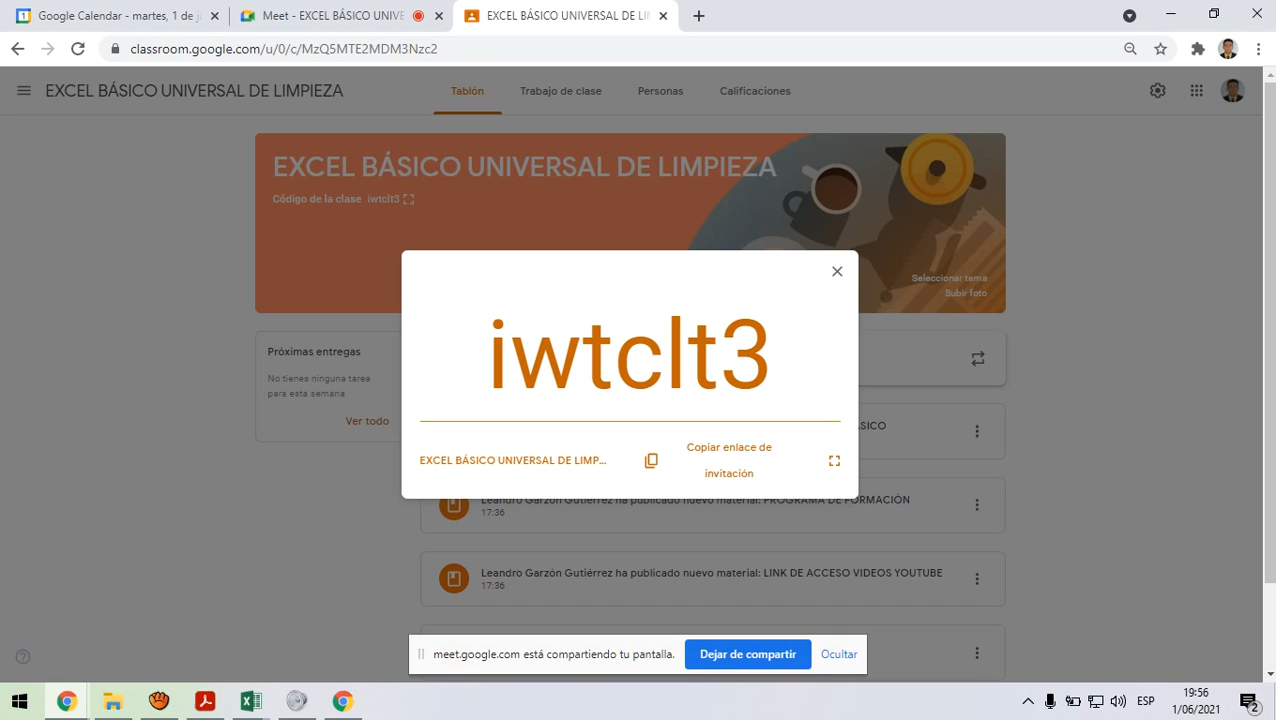 Google Calendar - martes, 1 de j
Meet - EXCEL BÁSICO UNIVE
EXCEL BÁSICO UNIVERSAL DE LI
classroom.google.com/u/0/c/MzQ5MTE2MDM3Nzc2
EXCEL BÁSICO UNIVERSAL DE LIMPIEZA
Tablón
Trabajo de clase
Personas
Calificaciones
EXCEL BÁSICO UNIVERSAL DE LIMPIEZA
Código de la clase iwtclt3
Seleccionar tema
Subir foto
iwtclt3
Próximas entregas
No tienes ninguna tarea
para esta semana
Ver todo
EXCEL BÁSICO UNIVERSAL DE LIMP...
Copiar enlace de
invitación
SICO
Leandro Garzón Gutiérrez ha publicado nuevo material: PROGRAMA DE FORMACIÓN
17:36
Leandro Garzón Gutiérrez ha publicado nuevo material: LINK DE ACCESO VIDEOS YOUTUBE
17:36
meet.google.com está compartiendo tu pantalla.
Dejar de compartir
Ocultar
ESP
19:56
1/06/2021
2